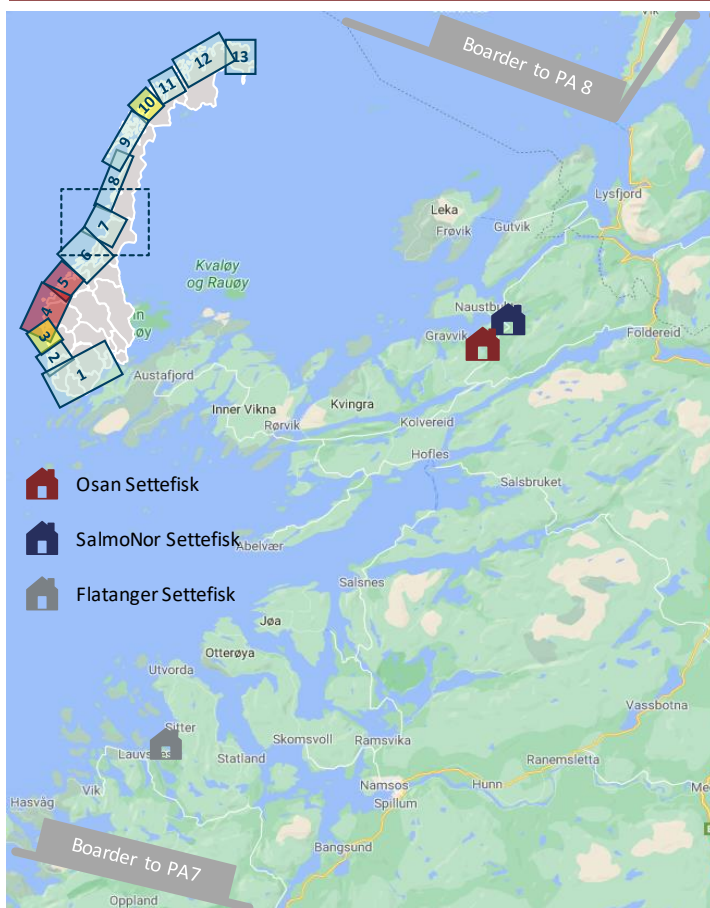 Vik
Boarder to PA 8
12
13
11
10
9
8
7
6
5
4
3
2
1
Lysfjord
Leka
Frøvik
Gutvik
Kvaløy
og Rauøy
Gravvik
Foldereid
Austafjord
Inner Vikna
Kvingra
Rørvik
Kolvereid
Hofles
Salsbruket
Osan Settefisk
SalmoNor Settefisk
Abelvær
Flatanger Settefisk
Salsnes
Jøa
Otterøya
Utvorda
Vassbotna
Sitter
Skomsvoll
Ramsvika
Statland
Ranemsletta
Vik
Namsos
Hunn
Hasvåg
Spillum
Bangsund
Boarder to PA7
Oppland